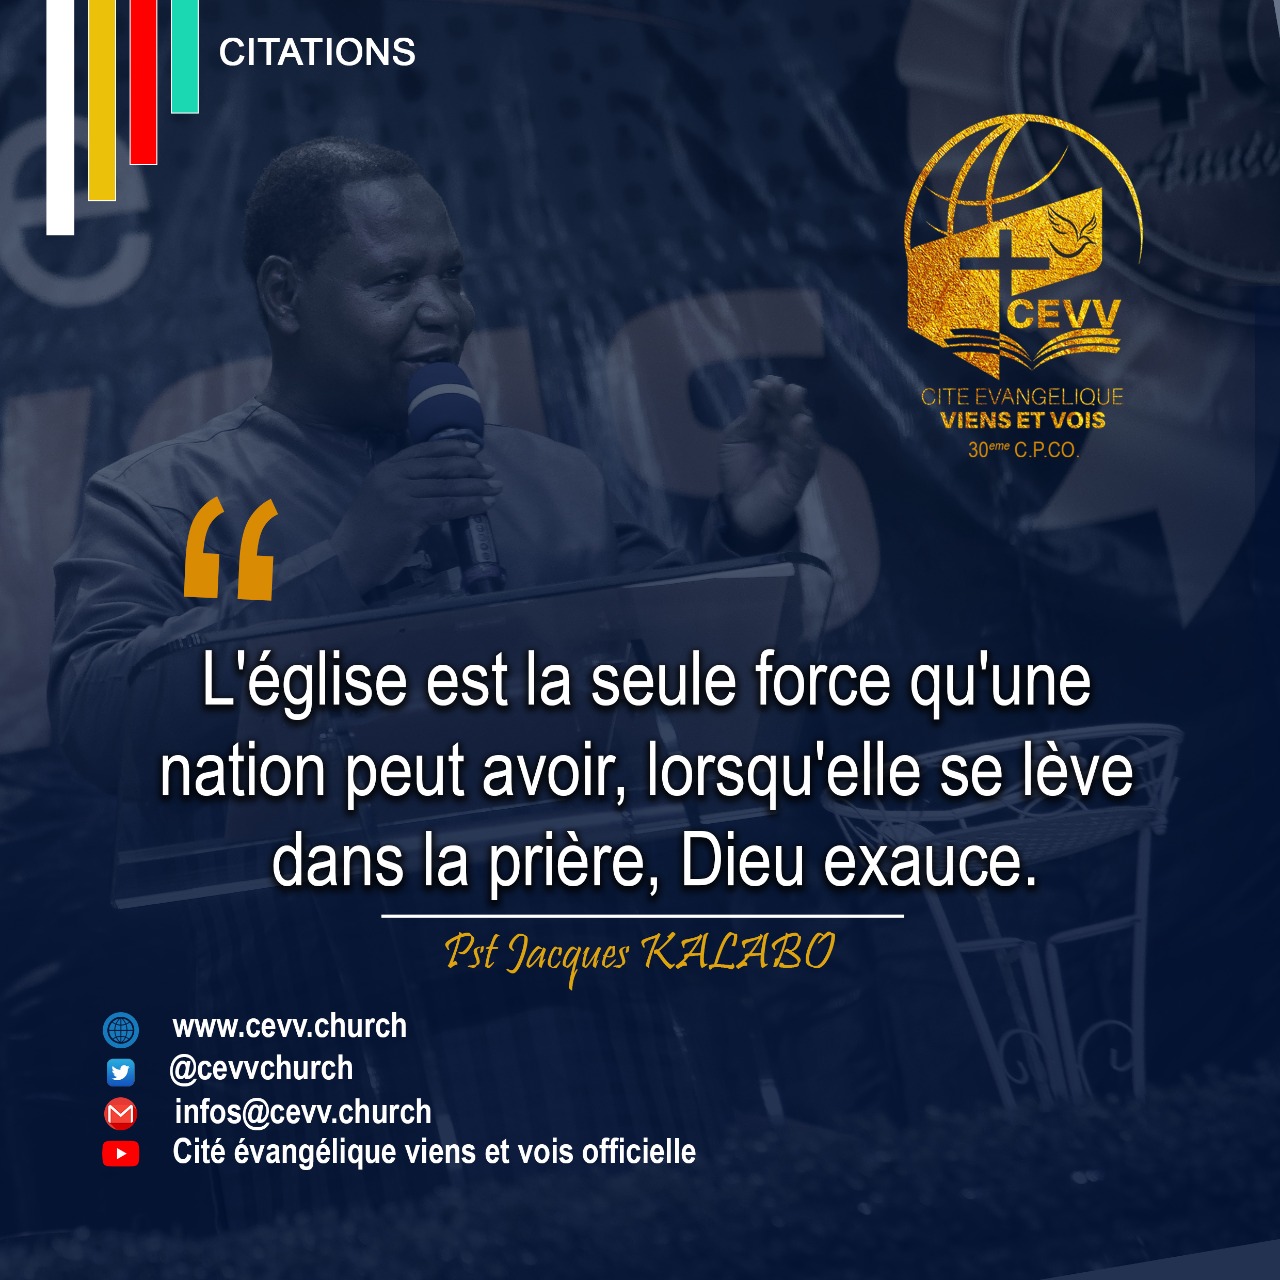 CITATIONS
CEVV
CITE EVANGELIQUE
VIENS ET VOIS
30eme C.P.CO.
“
L'église est la seule force qu'une
nation peut avoir, lorsqu'elle se lève
dans la prière, Dieu exauce.
Pst Jacques KALABO
www.cevv.church
@cevvchurch
infos@cevv.church
Cité évangélique viens et vois officielle